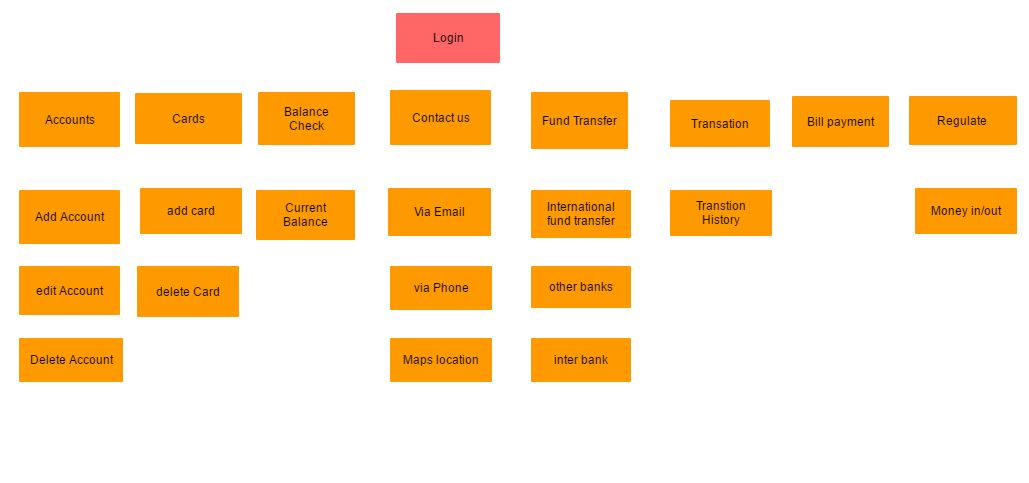 Login
Accounts
Cards
Balance
Check
Contact us
Fund Transfer
Transation
Bill payment
Regulate
Add Account
add card
Current
Balance
Via Email
International
fund transfer
Transtion
History
Money in/out
edit Account
delete Card
via Phone
other banks
Delete Account
Maps location
inter bank